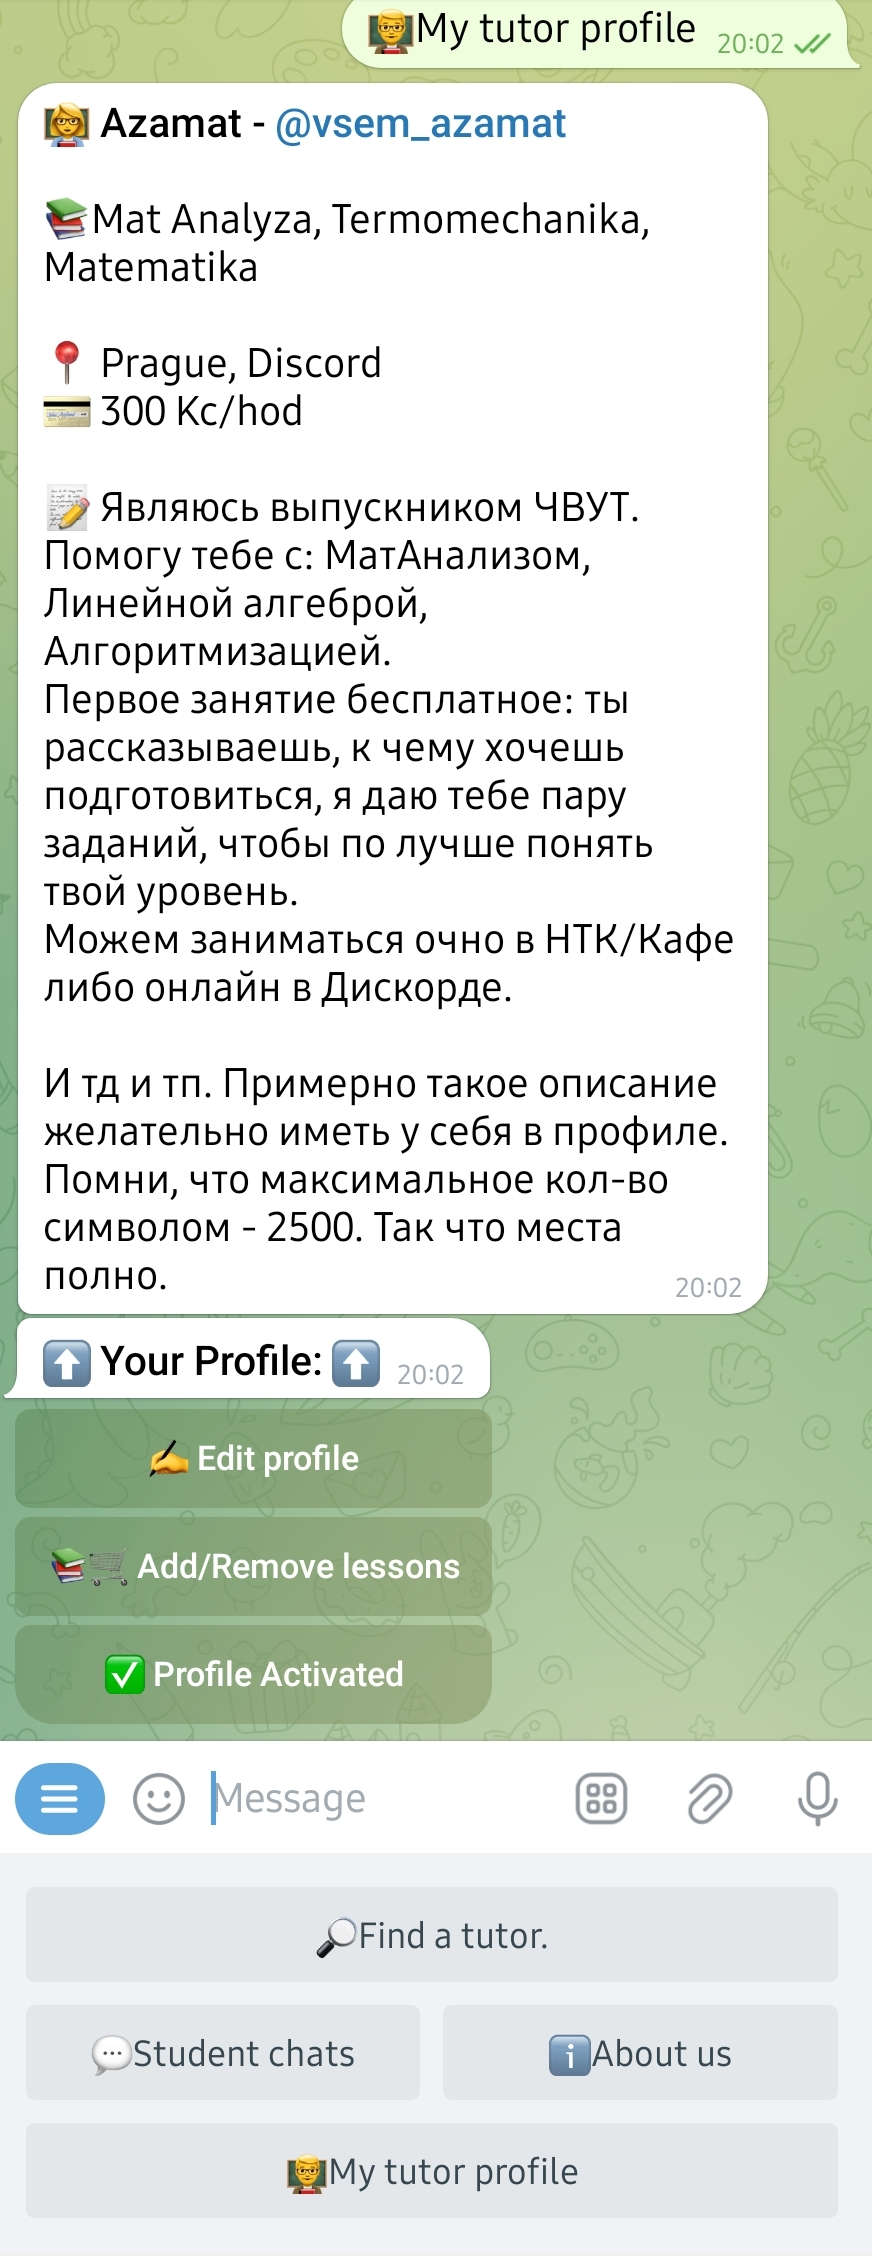 My tutor profile 20:02
Azamat - @vsem_azamat
Mat Analyza, Termomechanika,
Matematika
Prague, Discord
300 Kc/hod
Являюсь выпускником ЧВУТ.
Помогу тебе с: МатАнализом,
Линейной алгеброй,
Алгоритмизацией.
Первое занятие бесплатное: ты
рассказываешь, к чему хочешь
подготовиться, я даю тебе пару
заданий, чтобы по лучше понять
твой уровень.
Можем заниматься очно в НТК/Кафе
либо онлайн в Дискорде.
И тд и тп. Примерно такое описание
желательно иметь у себя в профиле.
Помни, что максимальное кол-во
символом - 2500. Так что места
полно. 20:02
Your Profile: 20:02
Edit profile
Add/Remove lessons
Profile Activated
Message
Find a tutor.
Student chats
About us
My tutor profile